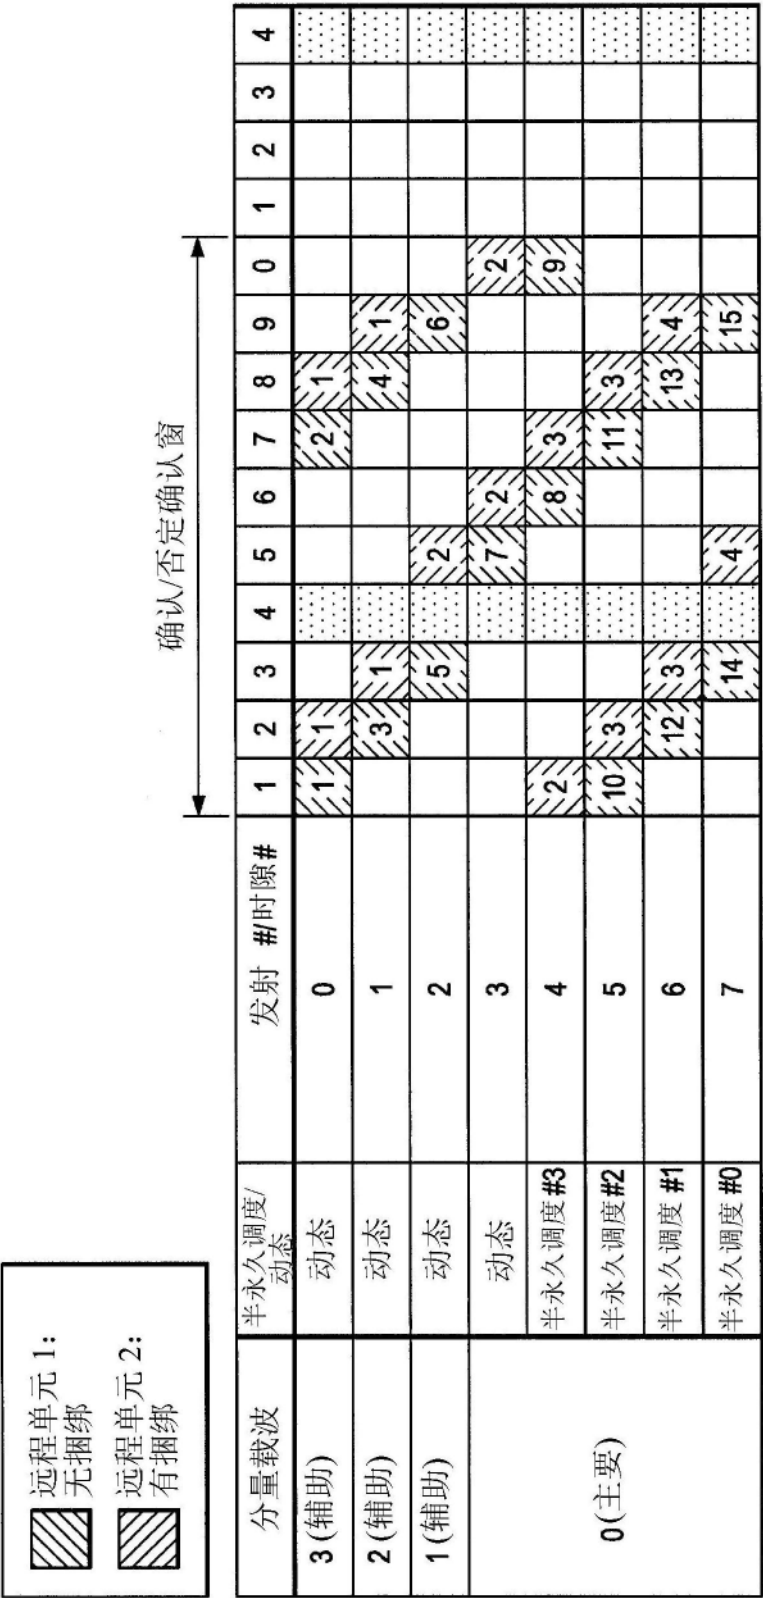 远程单元 1:
无捆绑
远程单元 2:
有捆绑
确认/否定确认窗
分量载波 半永久调度/动态 发射 #/时隙# 1 2 3 4 5 6 7 8 9 0 1 2 3 4
3(辅助) 动态 0 1 1 2 1
2(辅助) 动态 1 3 1 4 1
1(辅助) 动态 2 5 2 6
动态 3 7 2 2
半永久调度#3 4 2 8 3 9
0(主要) 半永久调度#2 5 10 3 11 3
半永久调度 #1 6 12 3 13 4
半永久调度 #0 7 14 4 15